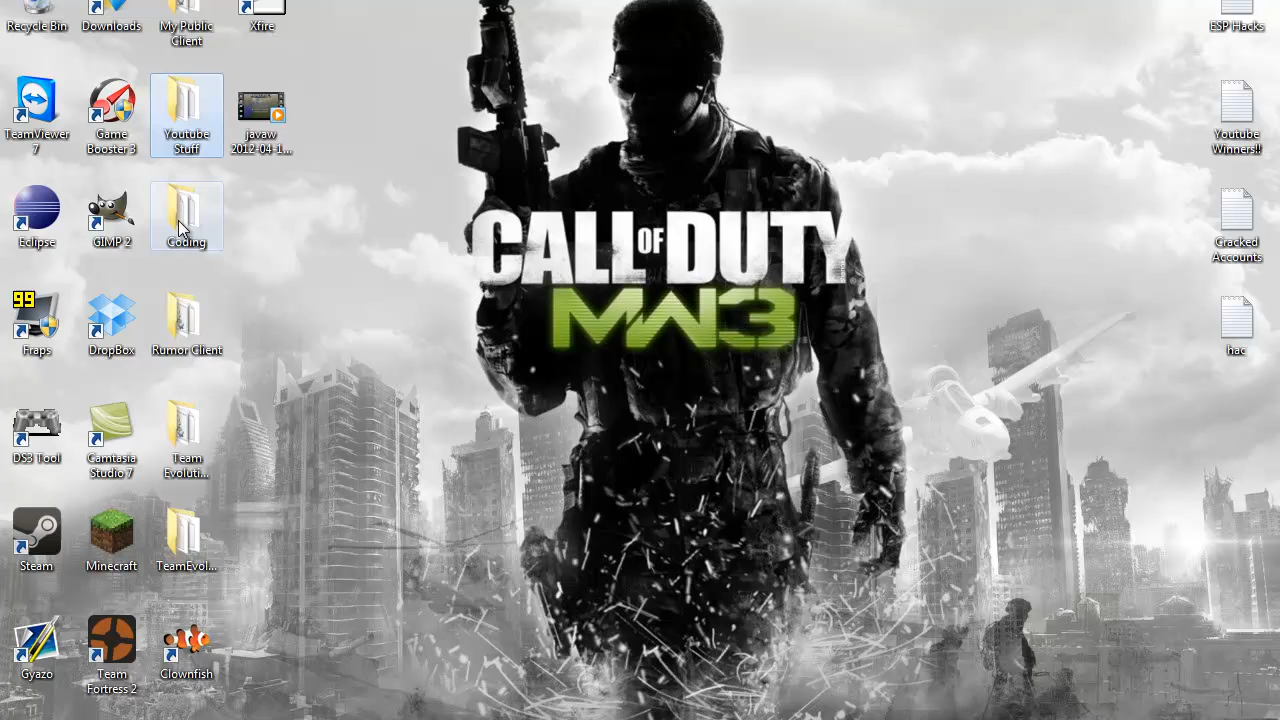 Recycle Bin
Downloads
My Public
Client
Xfire
ESP Hacks
TeamViewer
7
Game
Booster 3
Youtube
Stuff
javaw
2012-04-1...
Youtube
Winners!!
Eclipse
GIMP 2
Coding
Cracked
Accounts
CALL OF DUTY
MW3
99
Fraps
DropBox
Rumor Client
hac
DS3 Tool
Camtasia
Studio 7
Team
Evoluti...
Steam
Minecraft
TeamEvol...
Gyazo
Team
Fortress 2
Clownfish